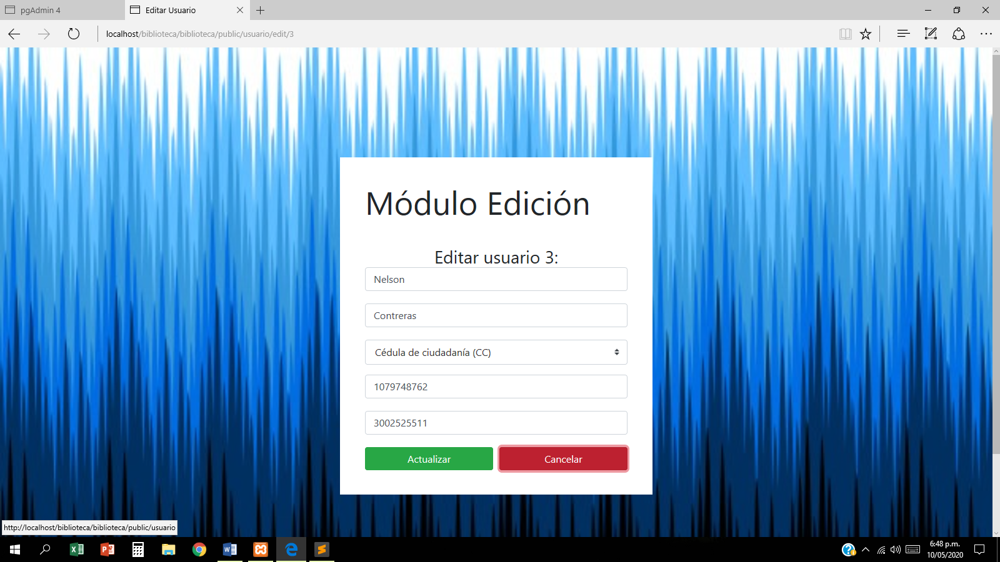 pgAdmin 4
Editar Usuario
localhost/biblioteca/biblioteca/public/usuario/edit/3
Módulo Edición
Editar usuario 3:
Nelson
Contreras
Cédula de ciudadanía (CC)
1079748762
3002525511
Actualizar
Cancelar
http://localhost/biblioteca/biblioteca/public/usuario
6:48 p.m.
10/05/2020